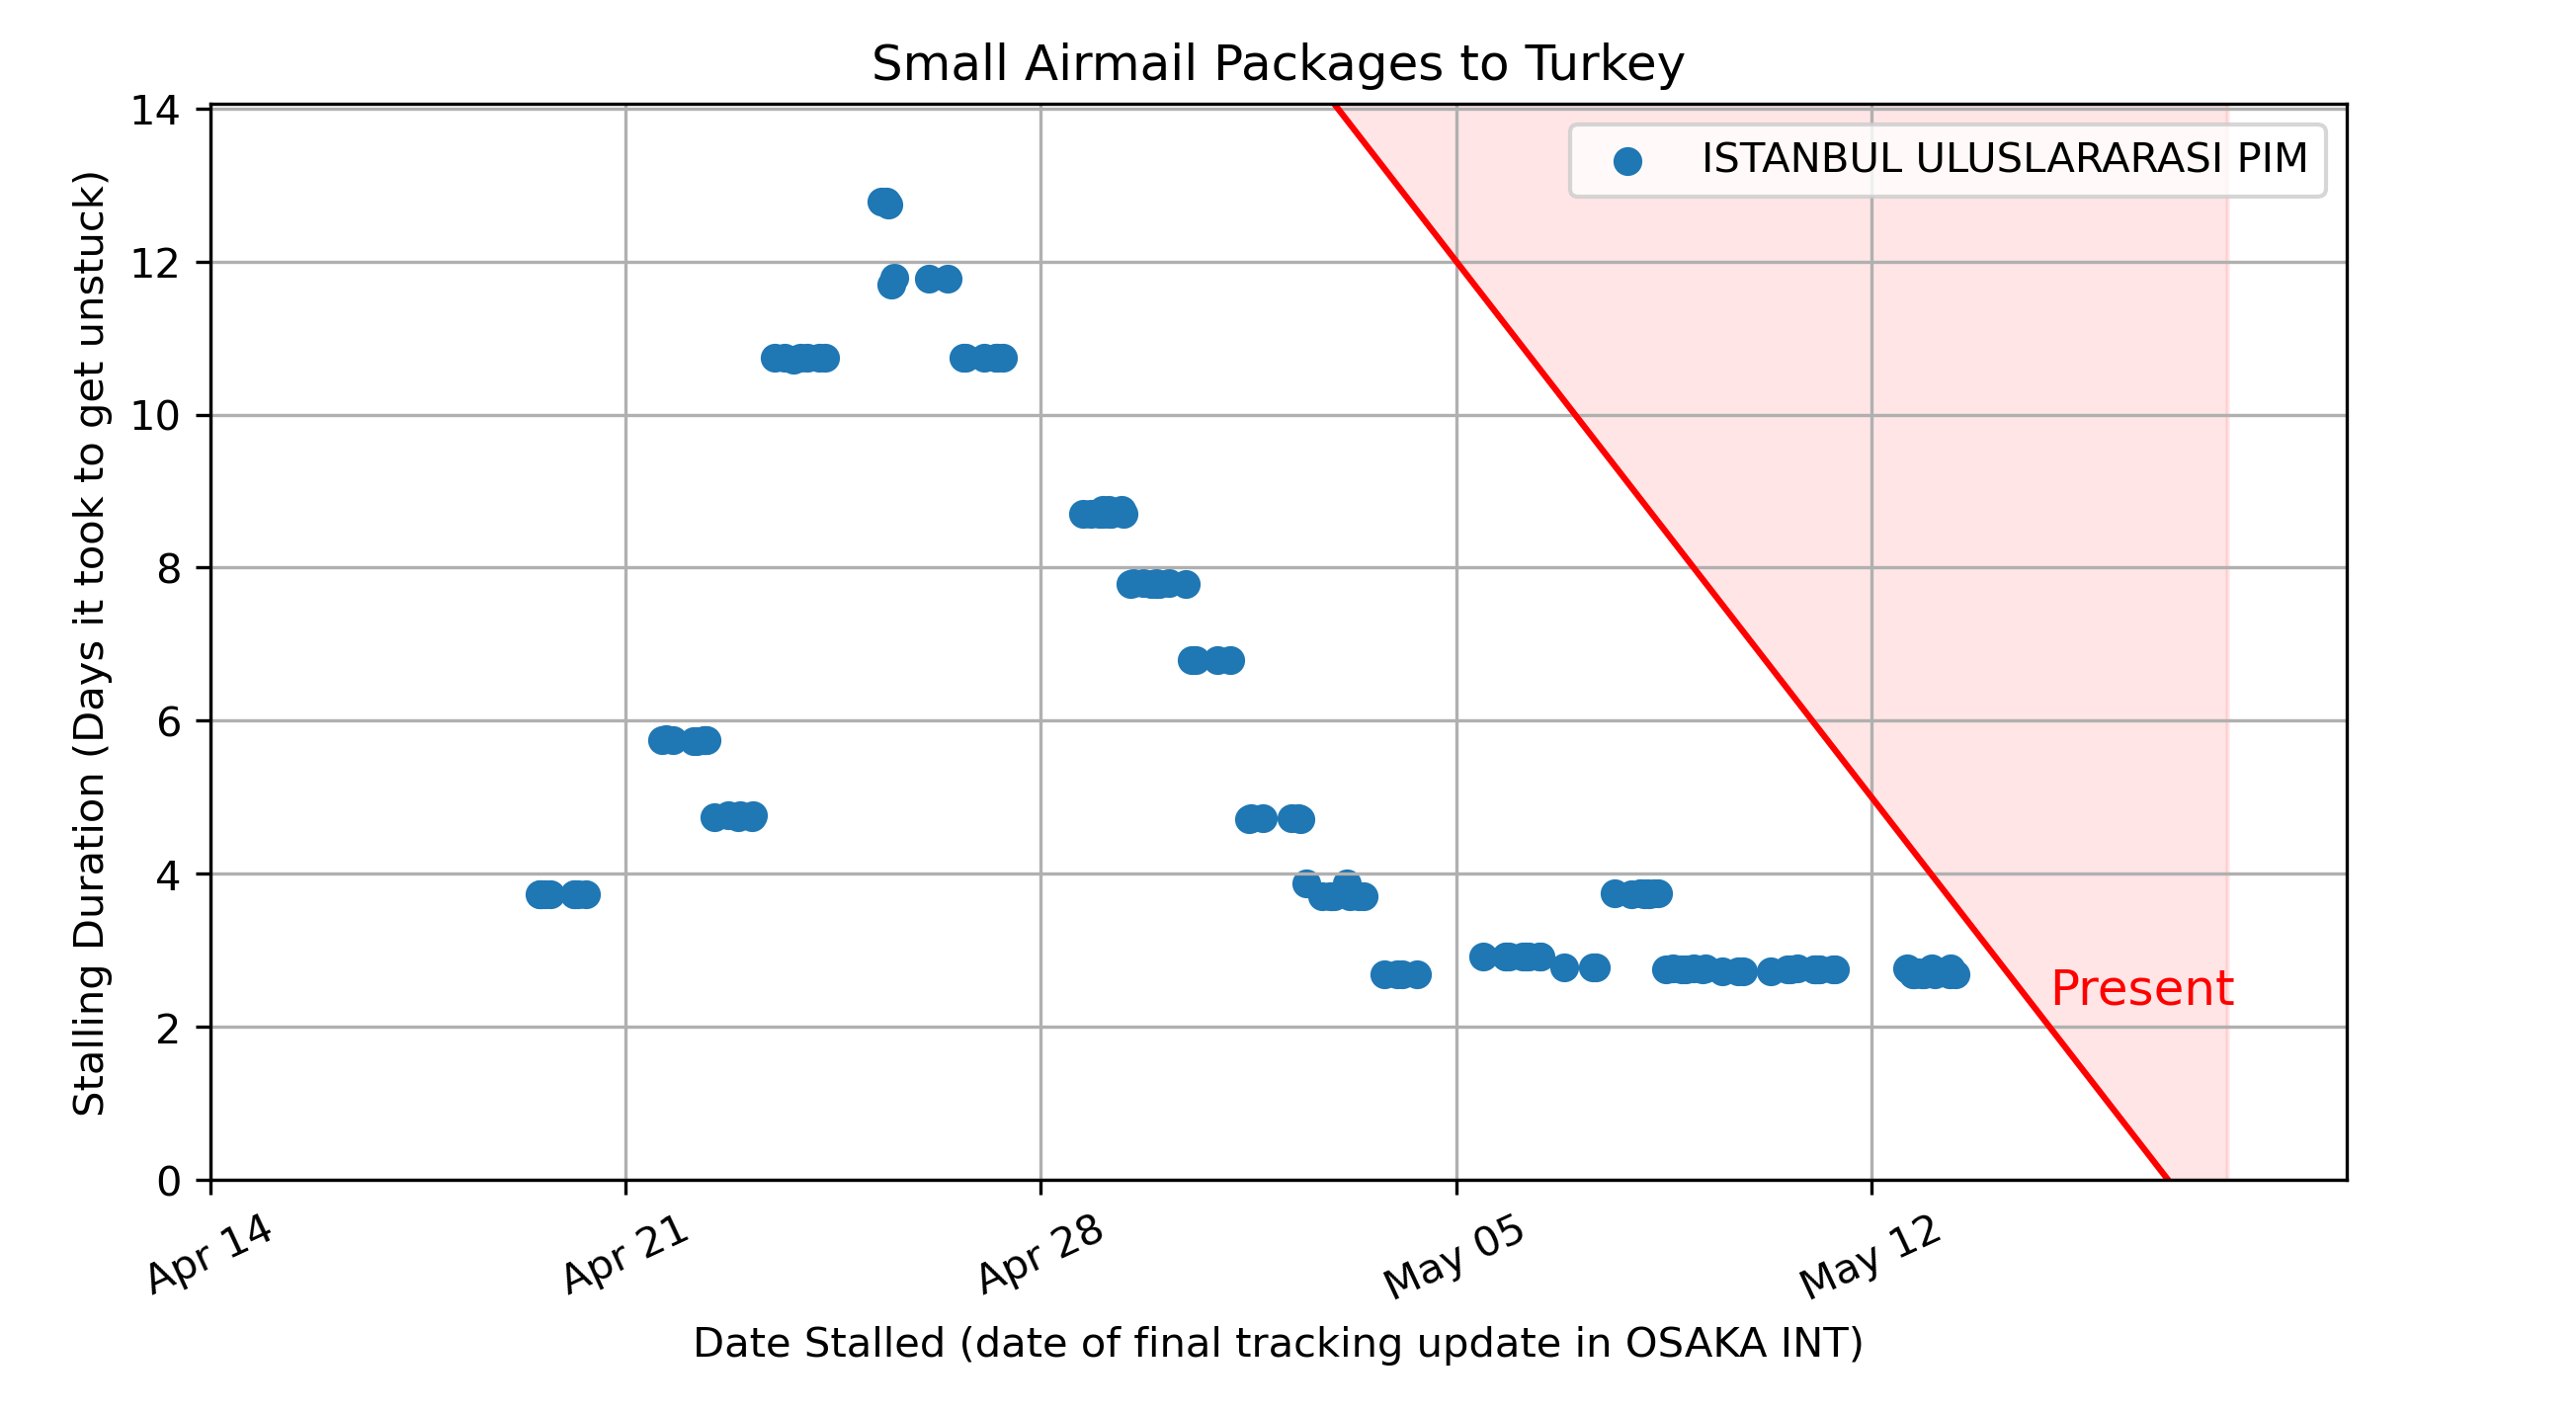 Small Airmail Packages to Turkey
Stalling Duration (Days it took to get unstuck)
14
12
10
8
6
4
2
0
ISTANBUL ULUSLARARASI PIM
Present
Apr 14
Apr 21
Apr 28
May 05
May 12
Date Stalled (date of final tracking update in OSAKA INT)